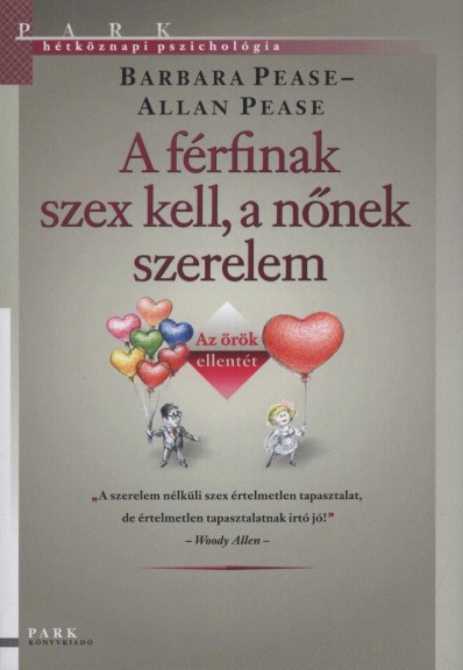 PARK
hétköznapi pszichológia
BARBARA PEASE–
ALLAN PEASE
A férfinak
szex kell, a nőnek
szerelem
Az örök
ellentét
„A szerelem nélküli szex értelmetlen tapasztalat,
de értelmetlen tapasztalatnak irtó jó!”
– Woody Allen –
PARK
KÖNYVKIADÓ